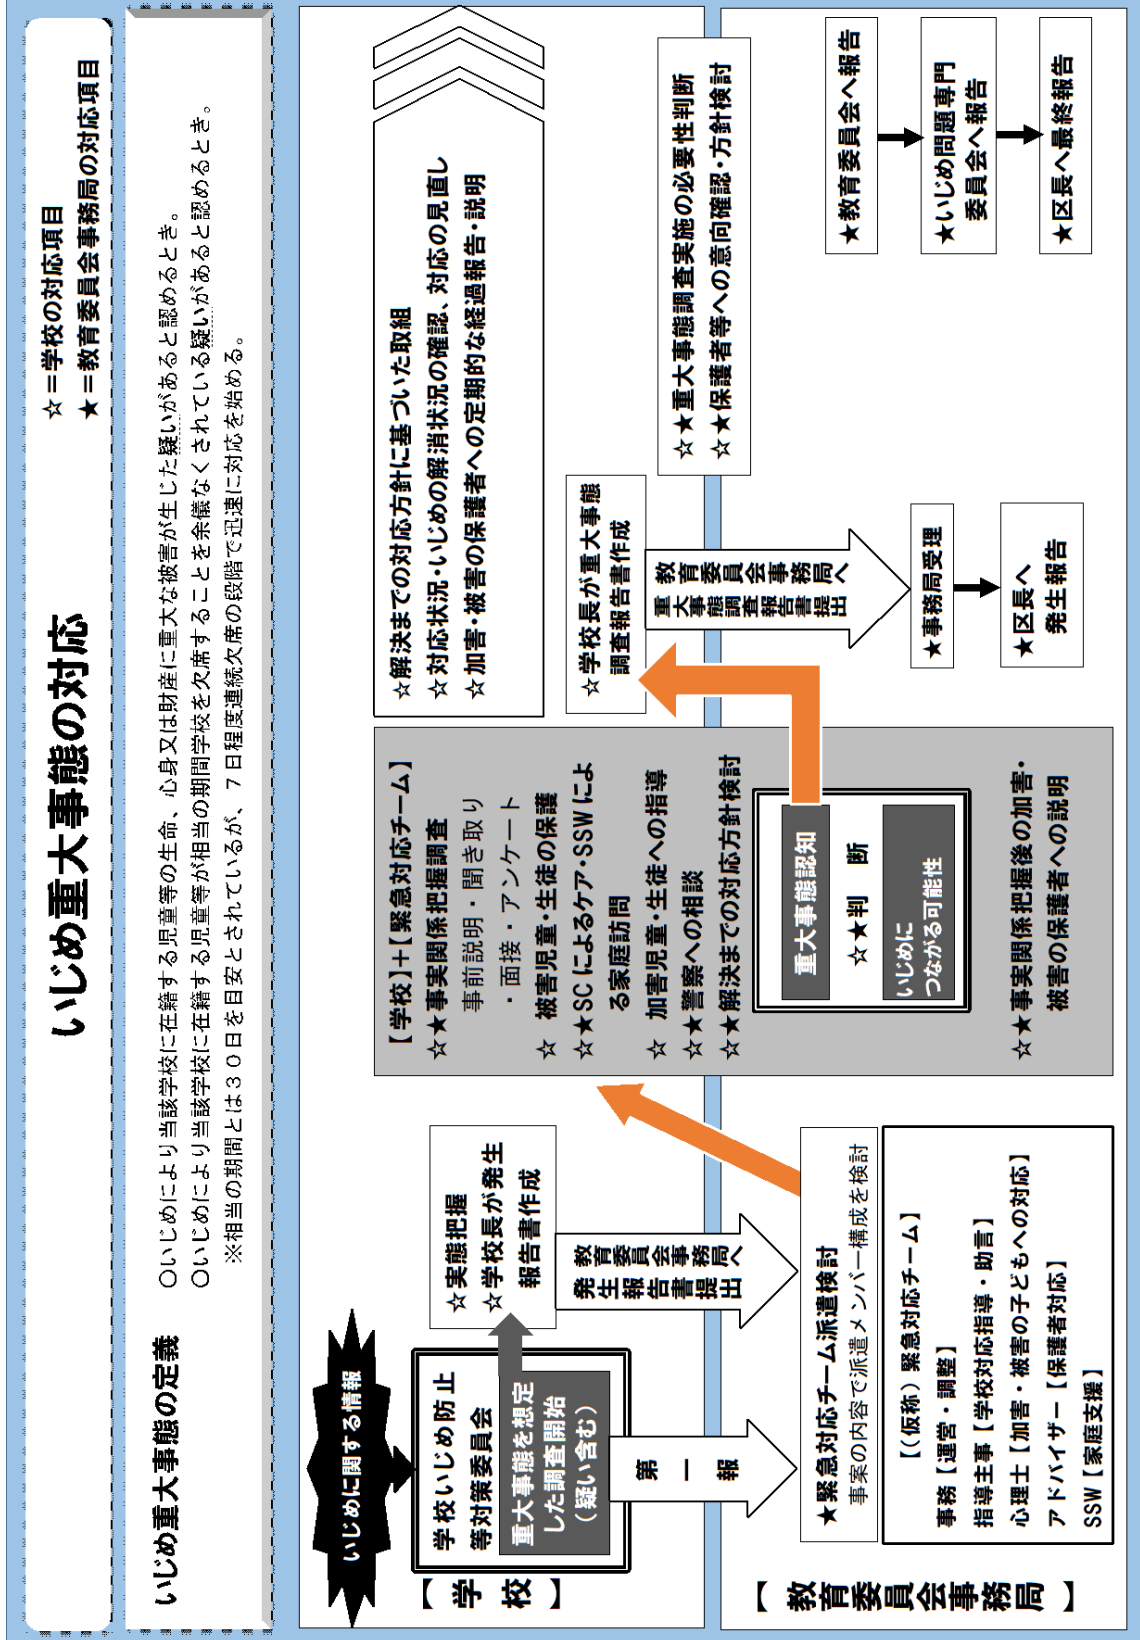 いじめ重大事態の対応
☆＝学校の対応項目
★＝教育委員会事務局の対応項目
いじめ重大事態の定義
〇いじめにより当該学校に在籍する児童等の生命、心身又は財産に重大な被害が生じた疑いがあると認めるとき。
〇いじめにより当該学校に在籍する児童等が相当の期間学校を欠席することを余儀なくされている疑いがあると認めるとき。
※相当の期間とは３０日を目安とされているが、７日程度連続欠席の段階で迅速に対応を始める。
【学校】
いじめに関する情報
学校いじめ防止
等対策委員会
重大事態を想定
した調査開始
（疑い含む）
第一報
☆実態把握
☆学校長が発生
報告書作成
教育委員会事務局へ
発生報告書提出
【学校】＋【緊急対応チーム】
☆★事実関係把握調査
事前説明・聞き取り
・面接・アンケート
☆ 被害児童・生徒の保護
☆★SCによるケア・SSWによ
る家庭訪問
☆ 加害児童・生徒への指導
☆★警察への相談
☆★解決までの対応方針検討
重大事態認知
☆★判 断
いじめに
つながる可能性
☆★事実関係把握後の加害・
被害の保護者への説明
☆解決までの対応方針に基づいた取組
☆対応状況・いじめの解消状況の確認、対応の見直し
☆加害・被害の保護者への定期的な経過報告・説明
☆学校長が重大事態
調査報告書作成
教育委員会事務局へ
重大事態調査報告書提出
☆★重大事態調査実施の必要性判断
☆★保護者等への意向確認・方針検討
【教育委員会事務局】
★緊急対応チーム派遣検討
事案の内容で派遣メンバー構成を検討
【（仮称）緊急対応チーム】
事務【運営・調整】
指導主事【学校対応指導・助言】
心理士【加害・被害の子どもへの対応】
アドバイザー【保護者対応】
SSW【家庭支援】
★事務局受理
★区長へ
発生報告
★教育委員会へ報告
★いじめ問題専門
委員会へ報告
★区長へ最終報告